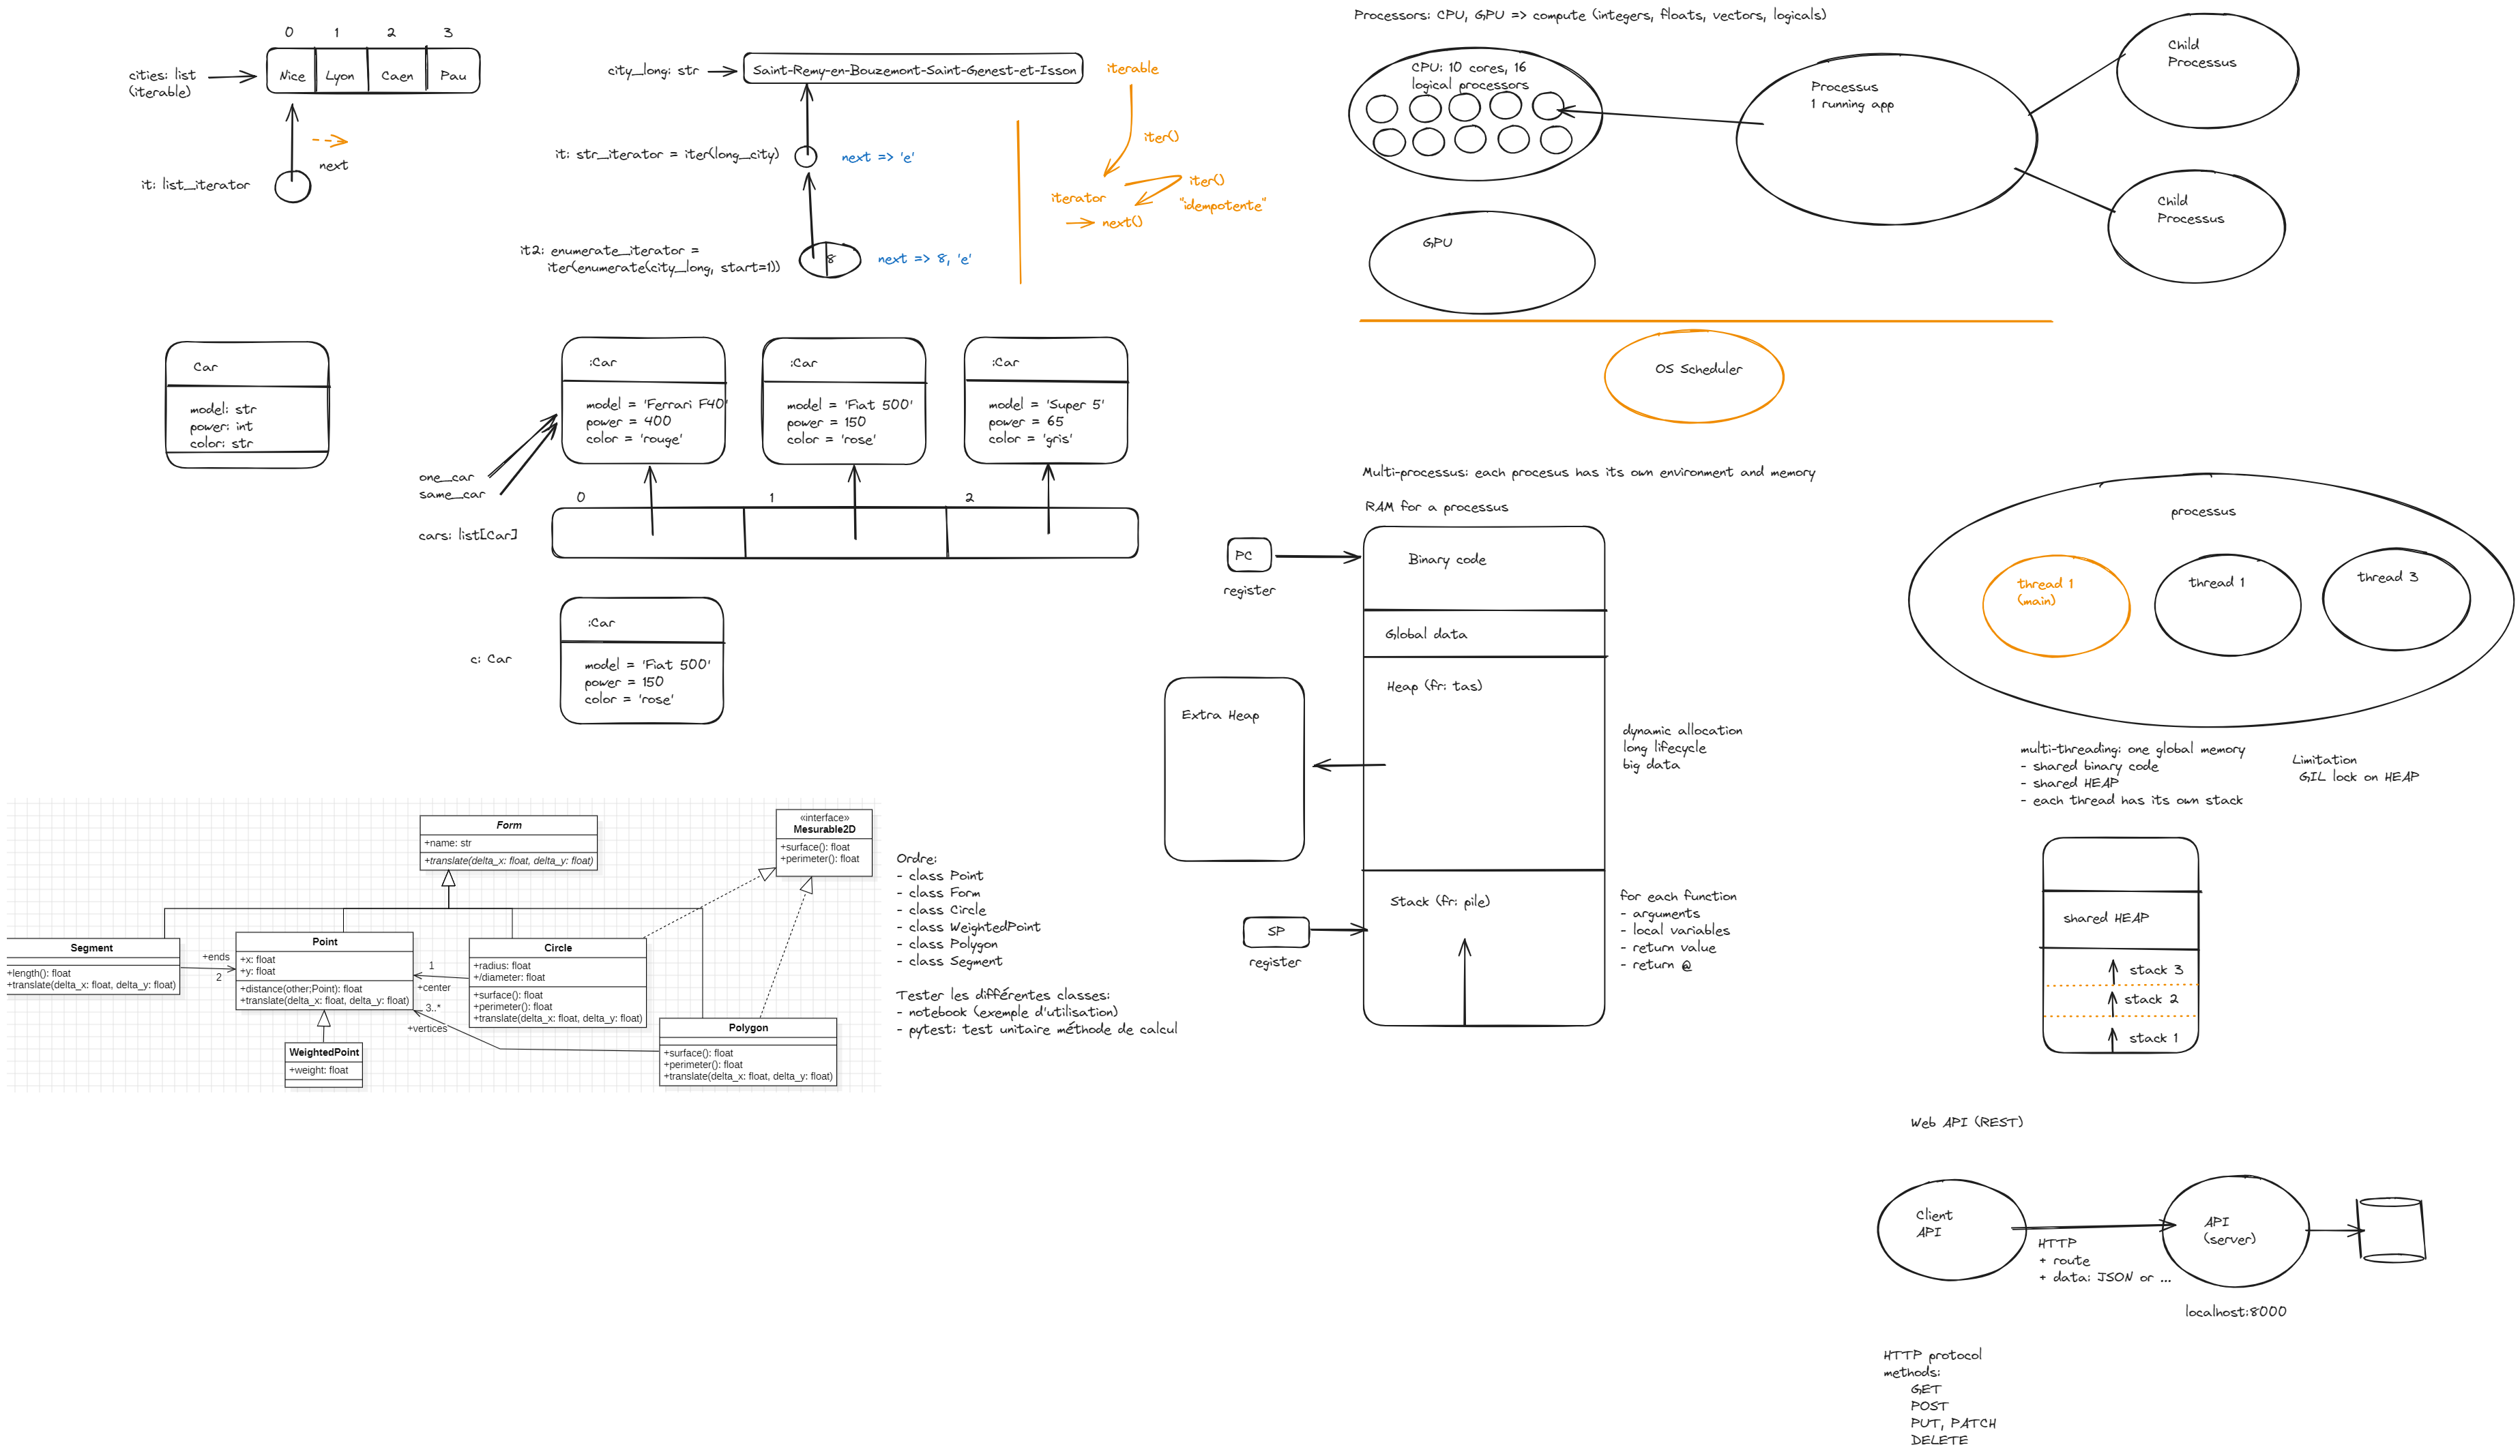 0 1 2 3
cities: list
(iterable)
Nice Lyon Caen Pau
next
it: list_iterator
city_long: str
Saint-Remy-en-Bouzemont-Saint-Genest-et-Isson
iterable
iter()
it: str_iterator = iter(long_city)
next => 'e'
iterator
iter()
"idempotente"
next()
it2: enumerate_iterator =
iter(enumerate(city_long, start=1))
8
next => 8, 'e'
Processors: CPU, GPU => compute (integers, floats, vectors, logicals)
CPU: 10 cores, 16
logical processors
Processus
1 running app
Child
Processus
Child
Processus
GPU
OS Scheduler
Car
model: str
power: int
color: str
:Car
model = 'Ferrari F40'
power = 400
color = 'rouge'
:Car
model = 'Fiat 500'
power = 150
color = 'rose'
:Car
model = 'Super 5'
power = 65
color = 'gris'
one_car
same_car
0 1 2
cars: list[Car]
c: Car
:Car
model = 'Fiat 500'
power = 150
color = 'rose'
Multi-processus: each procesus has its own environment and memory
RAM for a processus
PC
register
Binary code
Global data
Heap (fr: tas)
Extra Heap
dynamic allocation
long lifecycle
big data
Stack (fr: pile)
SP
register
for each function
- arguments
- local variables
- return value
- return @
processus
thread 1
(main)
thread 1
thread 3
multi-threading: one global memory
- shared binary code
- shared HEAP
- each thread has its own stack
Limitation
GIL lock on HEAP
shared HEAP
stack 3
stack 2
stack 1
Form
+name: str
+translate(delta_x: float, delta_y: float)
«interface»
Mesurable2D
+surface(): float
+perimeter(): float
Segment
+length(): float
+translate(delta_x: float, delta_y: float)
+ends
2
Point
+x: float
+y: float
+distance(other;Point): float
+translate(delta_x: float, delta_y: float)
1
+center
3..*
+vertices
Circle
+radius: float
+/diameter: float
+surface(): float
+perimeter(): float
+translate(delta_x: float, delta_y: float)
WeightedPoint
+weight: float
Polygon
+surface(): float
+perimeter(): float
+translate(delta_x: float, delta_y: float)
Ordre:
- class Point
- class Form
- class Circle
- class WeightedPoint
- class Polygon
- class Segment
Tester les différentes classes:
- notebook (exemple d'utilisation)
- pytest: test unitaire méthode de calcul
Web API (REST)
Client
API
HTTP
+ route
+ data: JSON or ...
API
(server)
localhost:8000
HTTP protocol
methods:
GET
POST
PUT, PATCH
DELETE